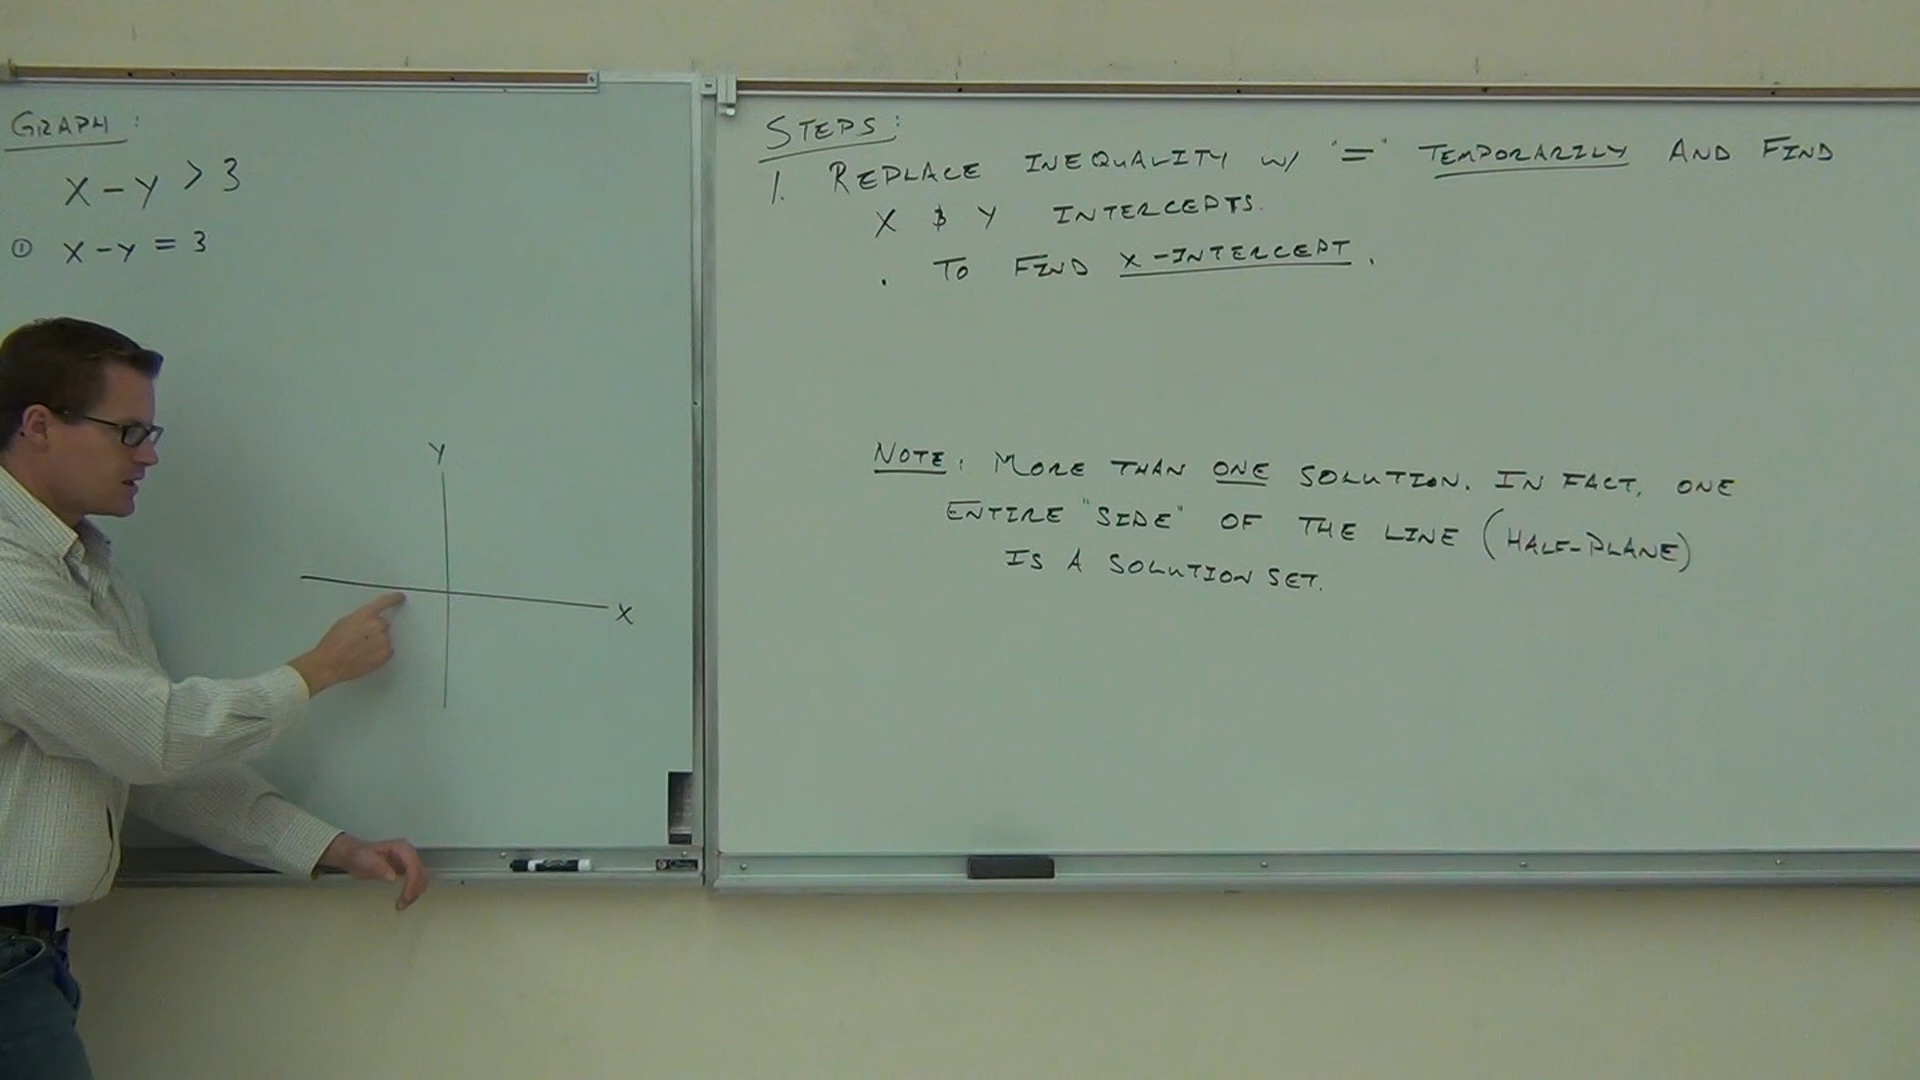 GRAPH:
X - Y > 3
① X - Y = 3
Y
X
STEPS:
1. REPLACE INEQUALITY W/ "=" TEMPORARILY AND FIND
X & Y INTERCEPTS.
. TO FIND X-INTERCEPT.
NOTE: MORE THAN ONE SOLUTION. IN FACT, ONE
ENTIRE "SIDE" OF THE LINE (HALF-PLANE)
IS A SOLUTION SET.